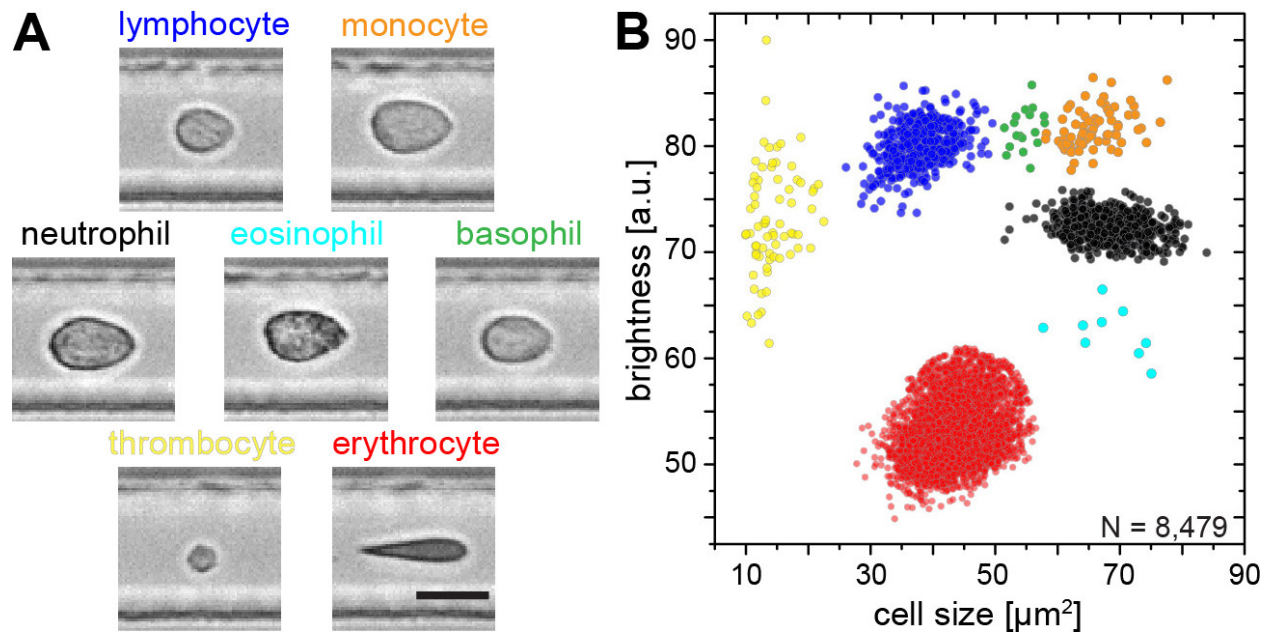 A
lymphocyte
monocyte
neutrophil
eosinophil
basophil
thrombocyte
erythrocyte
B
brightness [a.u.]
90
80
70
60
50
N = 8,479
10
30
50
70
90
cell size [µm²]